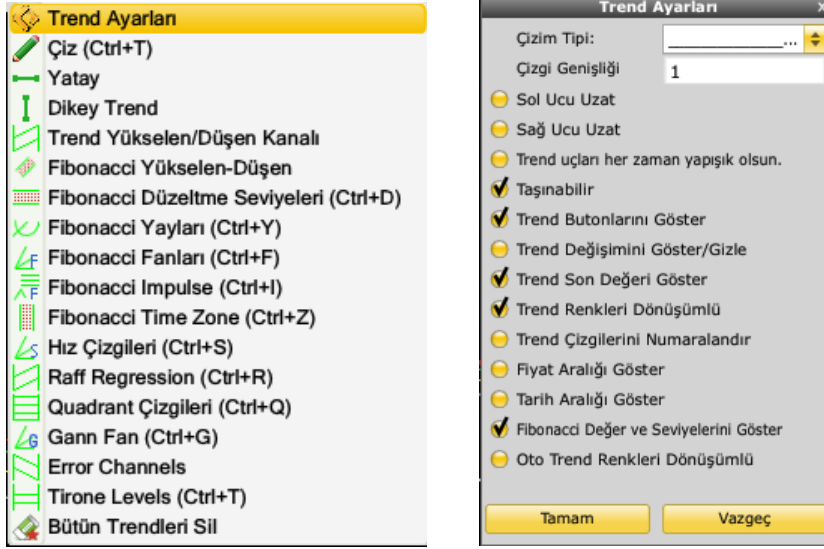 Trend Ayarları
Çiz (Ctrl+T)
Yatay
Dikey Trend
Trend Yükselen/Düşen Kanalı
Fibonacci Yükselen-Düşen
Fibonacci Düzeltme Seviyeleri (Ctrl+D)
Fibonacci Yayları (Ctrl+Y)
Fibonacci Fanları (Ctrl+F)
Fibonacci Impulse (Ctrl+I)
Fibonacci Time Zone (Ctrl+Z)
Hız Çizgileri (Ctrl+S)
Raff Regression (Ctrl+R)
Quadrant Çizgileri (Ctrl+Q)
Gann Fan (Ctrl+G)
Error Channels
Tirone Levels (Ctrl+T)
Bütün Trendleri Sil
Trend Ayarları
Çizim Tipi: ______________...
Çizgi Genişliği 1
Sol Ucu Uzat
Sağ Ucu Uzat
Trend uçları her zaman yapışık olsun.
Taşınabilir
Trend Butonlarını Göster
Trend Değişimini Göster/Gizle
Trend Son Değeri Göster
Trend Renkleri Dönüşümlü
Trend Çizgilerini Numaralandır
Fiyat Aralığı Göster
Tarih Aralığı Göster
Fibonacci Değer ve Seviyelerini Göster
Oto Trend Renkleri Dönüşümlü
Tamam Vazgeç